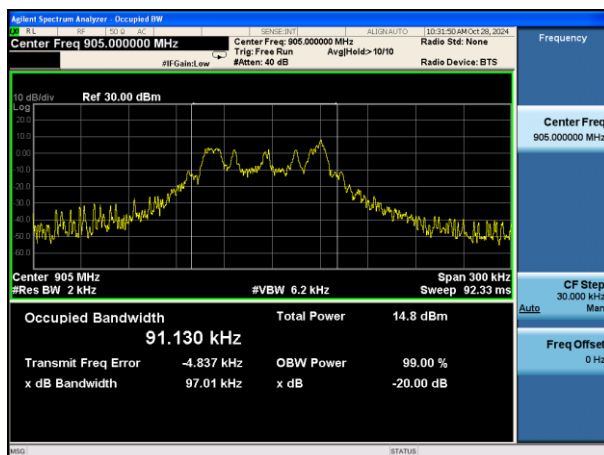 Agilent Spectrum Analyzer - Occupied BW
RL RF 50 Ω AC SENSE:INT ALIGNAUTO 10:31:50 AM Oct 28, 2024
Center Freq 905.000000 MHz
Center Freq: 905.000000 MHz
Radio Std: None
Trig: Free Run Avg|Hold:>10/10
#IFGain:Low #Atten: 40 dB Radio Device: BTS
10 dB/div Ref 30.00 dBm
Log
20.0
10.0
0.00
-10.0
-20.0
-30.0
-40.0
-50.0
-60.0
Center 905 MHz Span 300 kHz
#Res BW 2 kHz #VBW 6.2 kHz Sweep 92.33 ms
Occupied Bandwidth Total Power 14.8 dBm
91.130 kHz
Transmit Freq Error -4.837 kHz OBW Power 99.00 %
x dB Bandwidth 97.01 kHz x dB -20.00 dB
MSG STATUS
Frequency
Center Freq
905.000000 MHz
CF Step
30.000 kHz
Auto Man
Freq Offset
0 Hz